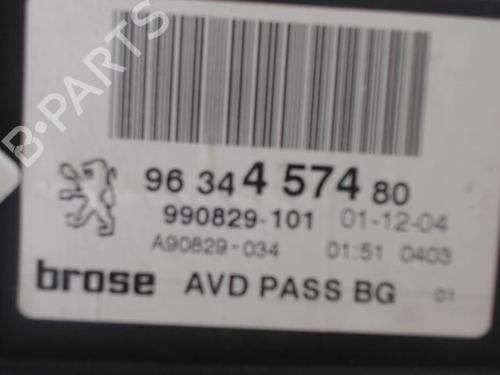 96 34 4 574 80
990829-101 01-12-04
A90829-034 01:51 0403
brose AVD PASS BG 01